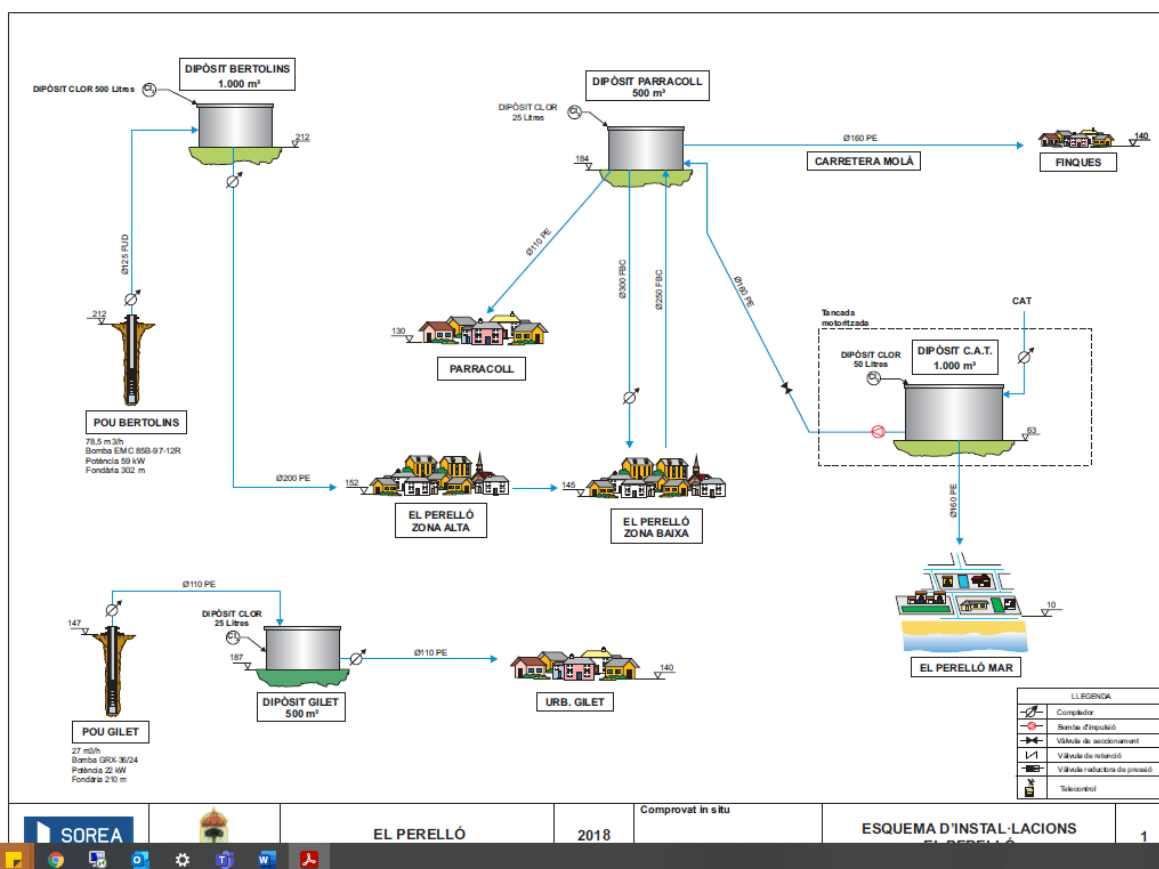 DIPÒSIT BERTOLINS
1.000 m³
DIPÒSIT CLOR 500 Litres
CL
212
Ø125 FUD
212
POU BERTOLINS
78,5 m3/h
Bomba EMC 85B-97-12R
Potència 59 kW
Fondària 302 m
Ø200 PE
152
EL PERELLÓ
ZONA ALTA
145
EL PERELLÓ
ZONA BAIXA
DIPÒSIT PARRACOLL
500 m³
DIPÒSIT CLOR
25 Litres
CL
184
Ø160 PE
CARRETERA MOLÀ
140
FINQUES
Ø110 PE
Ø300 FBC
Ø250 FBC
Ø160 PE
130
PARRACOLL
CAT
Tancada
motoritzada
DIPÒSIT C.A.T.
1.000 m³
DIPÒSIT CLOR
50 Litres
CL
63
Ø160 PE
10
EL PERELLÓ MAR
Ø110 PE
147
DIPÒSIT CLOR
25 Litres
CL
187
DIPÒSIT GILET
500 m³
Ø110 PE
140
URB. GILET
POU GILET
27 m3/h
Bomba GRX-36/24
Potència 22 kW
Fondària 210 m
LLEGENDA
Comptador
Bomba d'impulsió
Vàlvula de seccionament
Vàlvula de retenció
Vàlvula reductora de pressió
Telecontrol
SOREA
EL PERELLÓ
2018
Comprovat in situ
ESQUEMA D'INSTAL·LACIONS
EL PERELLÓ
1